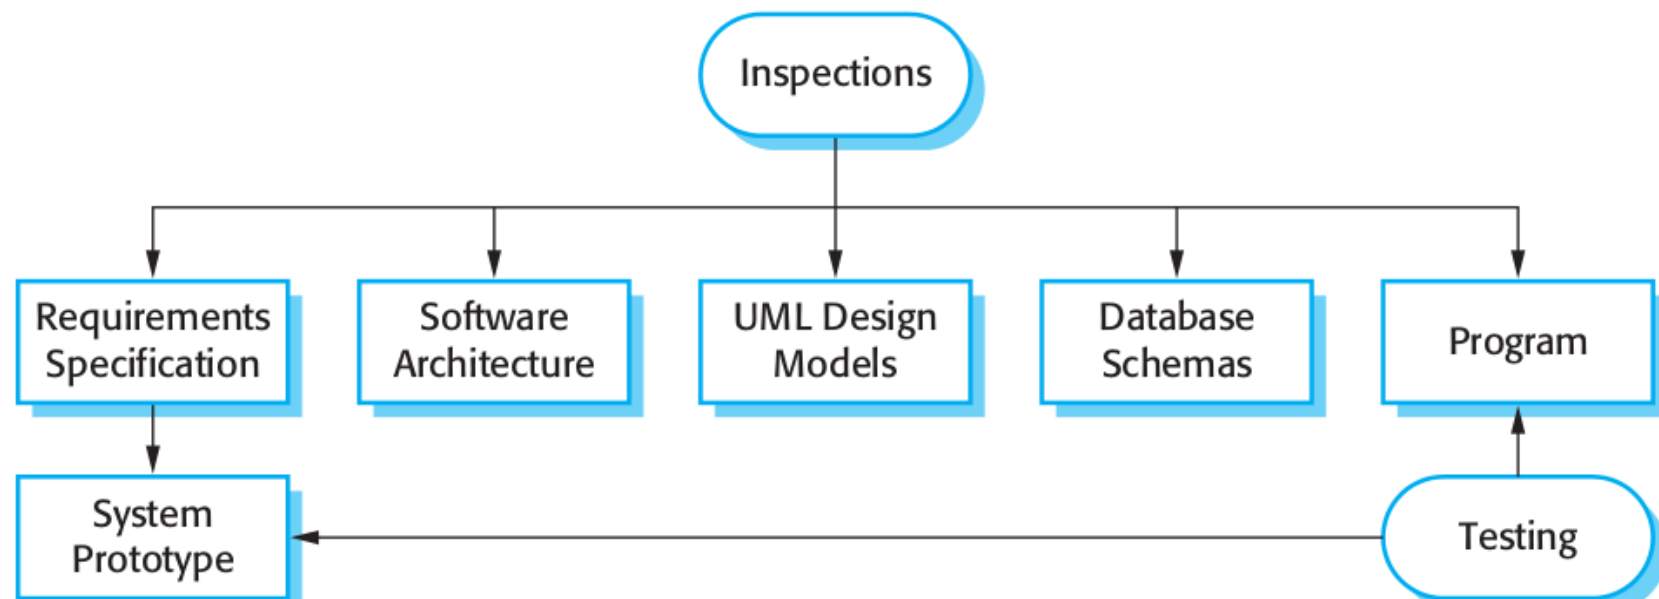 Inspections
Requirements
Specification
Software
Architecture
UML Design
Models
Database
Schemas
Program
System
Prototype
Testing